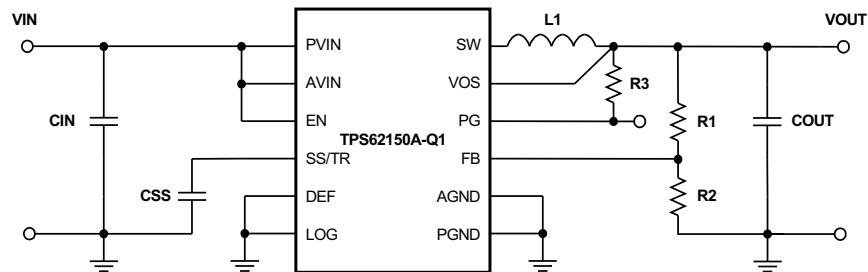 VIN
L1
VOUT
PVIN
SW
AVIN
VOS
R3
CIN
EN
PG
R1
COUT
TPS62150A-Q1
SS/TR
FB
CSS
DEF
AGND
R2
LOG
PGND